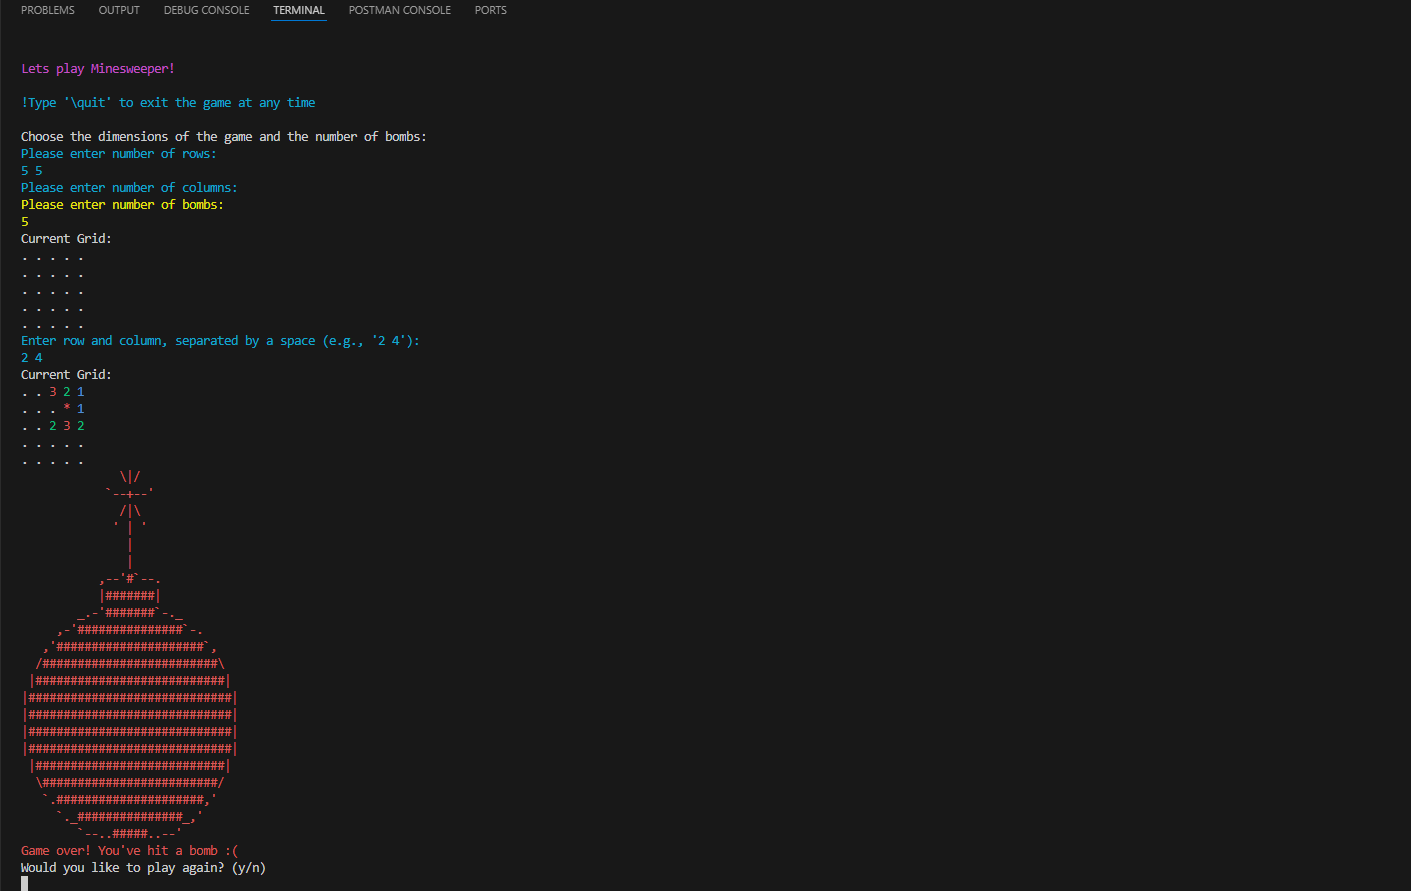 PROBLEMS OUTPUT DEBUG CONSOLE TERMINAL POSTMAN CONSOLE PORTS
Lets play Minesweeper!
!Type '\quit' to exit the game at any time
Choose the dimensions of the game and the number of bombs:
Please enter number of rows:
5 5
Please enter number of columns:
Please enter number of bombs:
5
Current Grid:
. . . . .
. . . . .
. . . . .
. . . . .
. . . . .
Enter row and column, separated by a space (e.g., '2 4'):
2 4
Current Grid:
. . 3 2 1
. . . * 1
. . 2 3 2
. . . . .
. . . . .
              \|/
            `--+--'
              /|\
             ' | '
               |
               |
           ,--'#`--.
           |#######|
        _.-'#######`-._
     ,-'###############`-.
   ,'#####################`,
  /#########################\
 |###########################|
|#############################|
|#############################|
|#############################|
|#############################|
 |###########################|
  \#########################/
   `.#####################,'
     `._###############_,'
        `--..#####..--'
Game over! You've hit a bomb :(
Would you like to play again? (y/n)